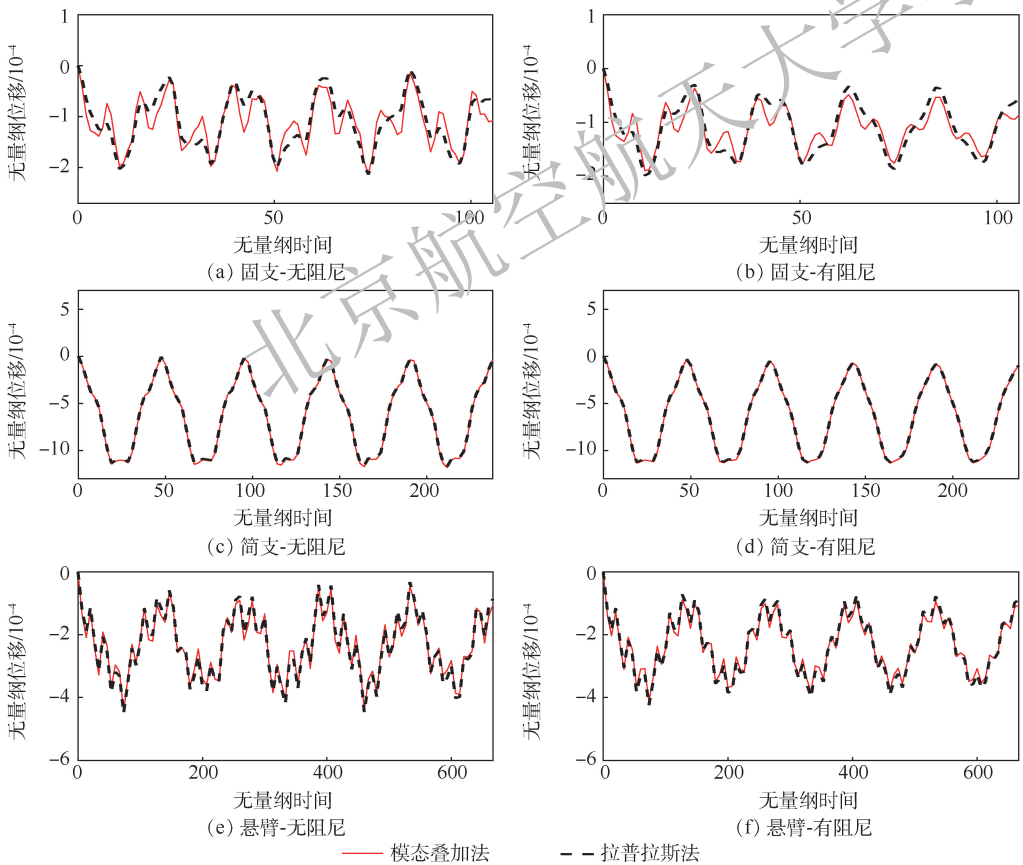 1
0
−1
−2
无量纲位移/10⁻⁴
0
50
100
无量纲时间
(a) 固支-无阻尼
1
0
−1
−2
无量纲位移/10⁻⁴
0
50
100
无量纲时间
(b) 固支-有阻尼
5
0
−5
−10
无量纲位移/10⁻⁴
0
50
100
150
200
无量纲时间
(c) 简支-无阻尼
5
0
−5
−10
无量纲位移/10⁻⁴
0
50
100
150
200
无量纲时间
(d) 简支-有阻尼
0
−2
−4
−6
无量纲位移/10⁻⁴
0
200
400
600
无量纲时间
(e) 悬臂-无阻尼
0
−2
−4
−6
无量纲位移/10⁻⁴
0
200
400
600
无量纲时间
(f) 悬臂-有阻尼
模态叠加法
拉普拉斯法
北京航空航天大学